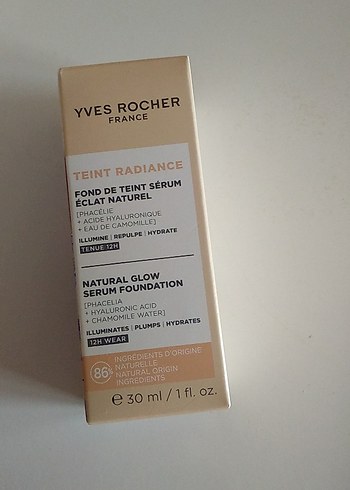 YVES ROCHER
FRANCE
TEINT RADIANCE
FOND DE TEINT SÉRUM
ÉCLAT NATUREL
[PHACÉLIE
+ ACIDE HYALURONIQUE
+ EAU DE CAMOMILLE]
ILLUMINE | REPULPE | HYDRATE
TENUE 12H
NATURAL GLOW
SERUM FOUNDATION
[PHACELIA
+ HYALURONIC ACID
+ CHAMOMILE WATER]
ILLUMINATES | PLUMPS | HYDRATES
12H WEAR
86%
INGRÉDIENTS D'ORIGINE
NATURELLE
NATURAL ORIGIN
INGREDIENTS
℮ 30 ml / 1 fl. oz.